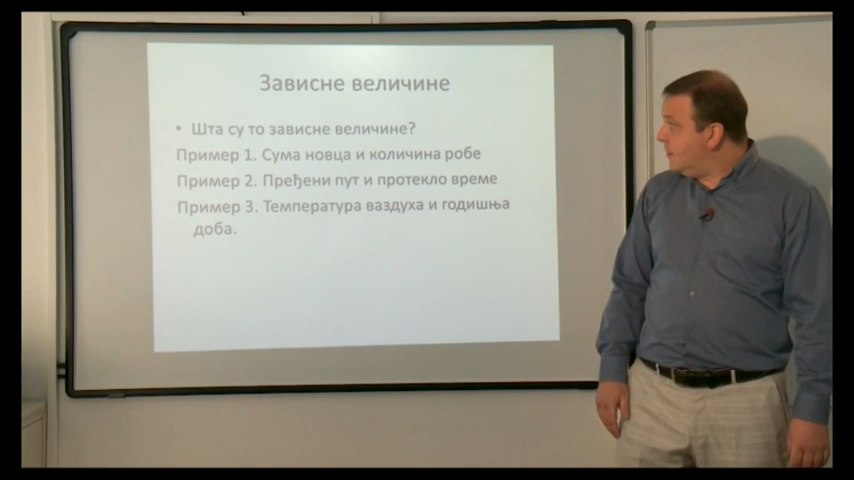 Зависне величине
• Шта су то зависне величине?
Пример 1. Сума новца и количина робе
Пример 2. Пређени пут и протекло време
Пример 3. Температура ваздуха и годишња
доба.